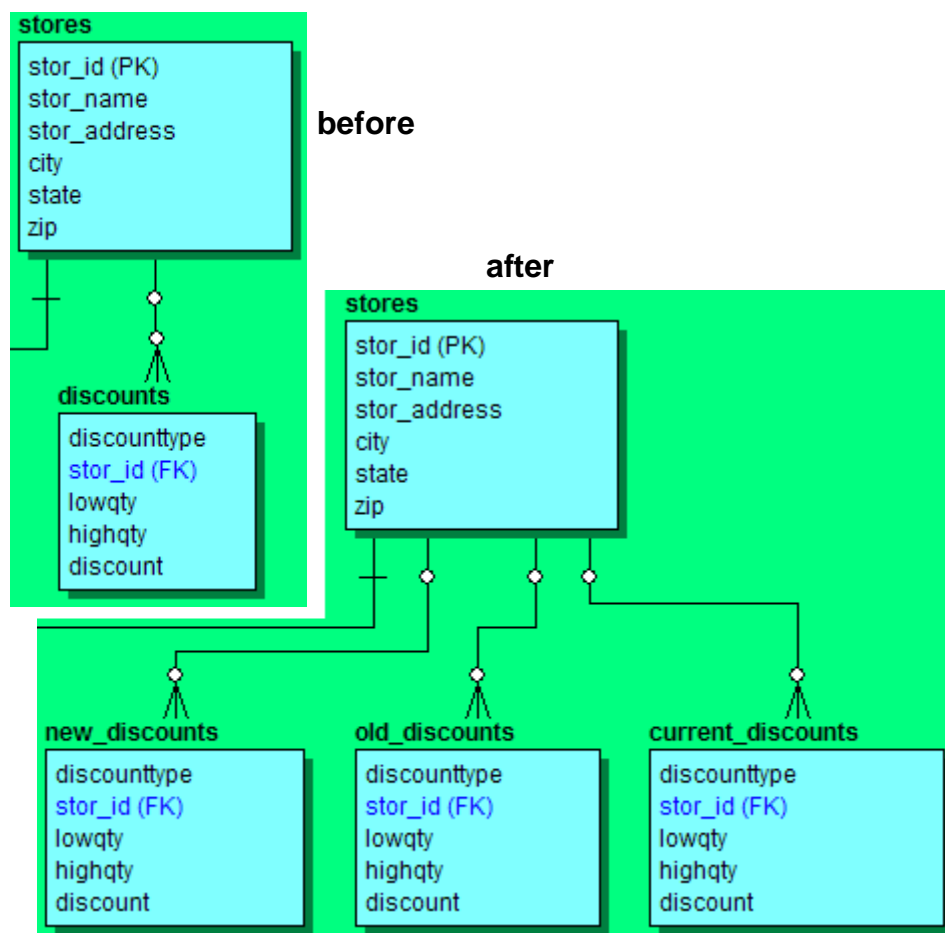 stores
stor_id (PK)
stor_name
stor_address
city
state
zip
before
discounts
discounttype
stor_id (FK)
lowqty
highqty
discount
after
stores
stor_id (PK)
stor_name
stor_address
city
state
zip
new_discounts
discounttype
stor_id (FK)
lowqty
highqty
discount
old_discounts
discounttype
stor_id (FK)
lowqty
highqty
discount
current_discounts
discounttype
stor_id (FK)
lowqty
highqty
discount